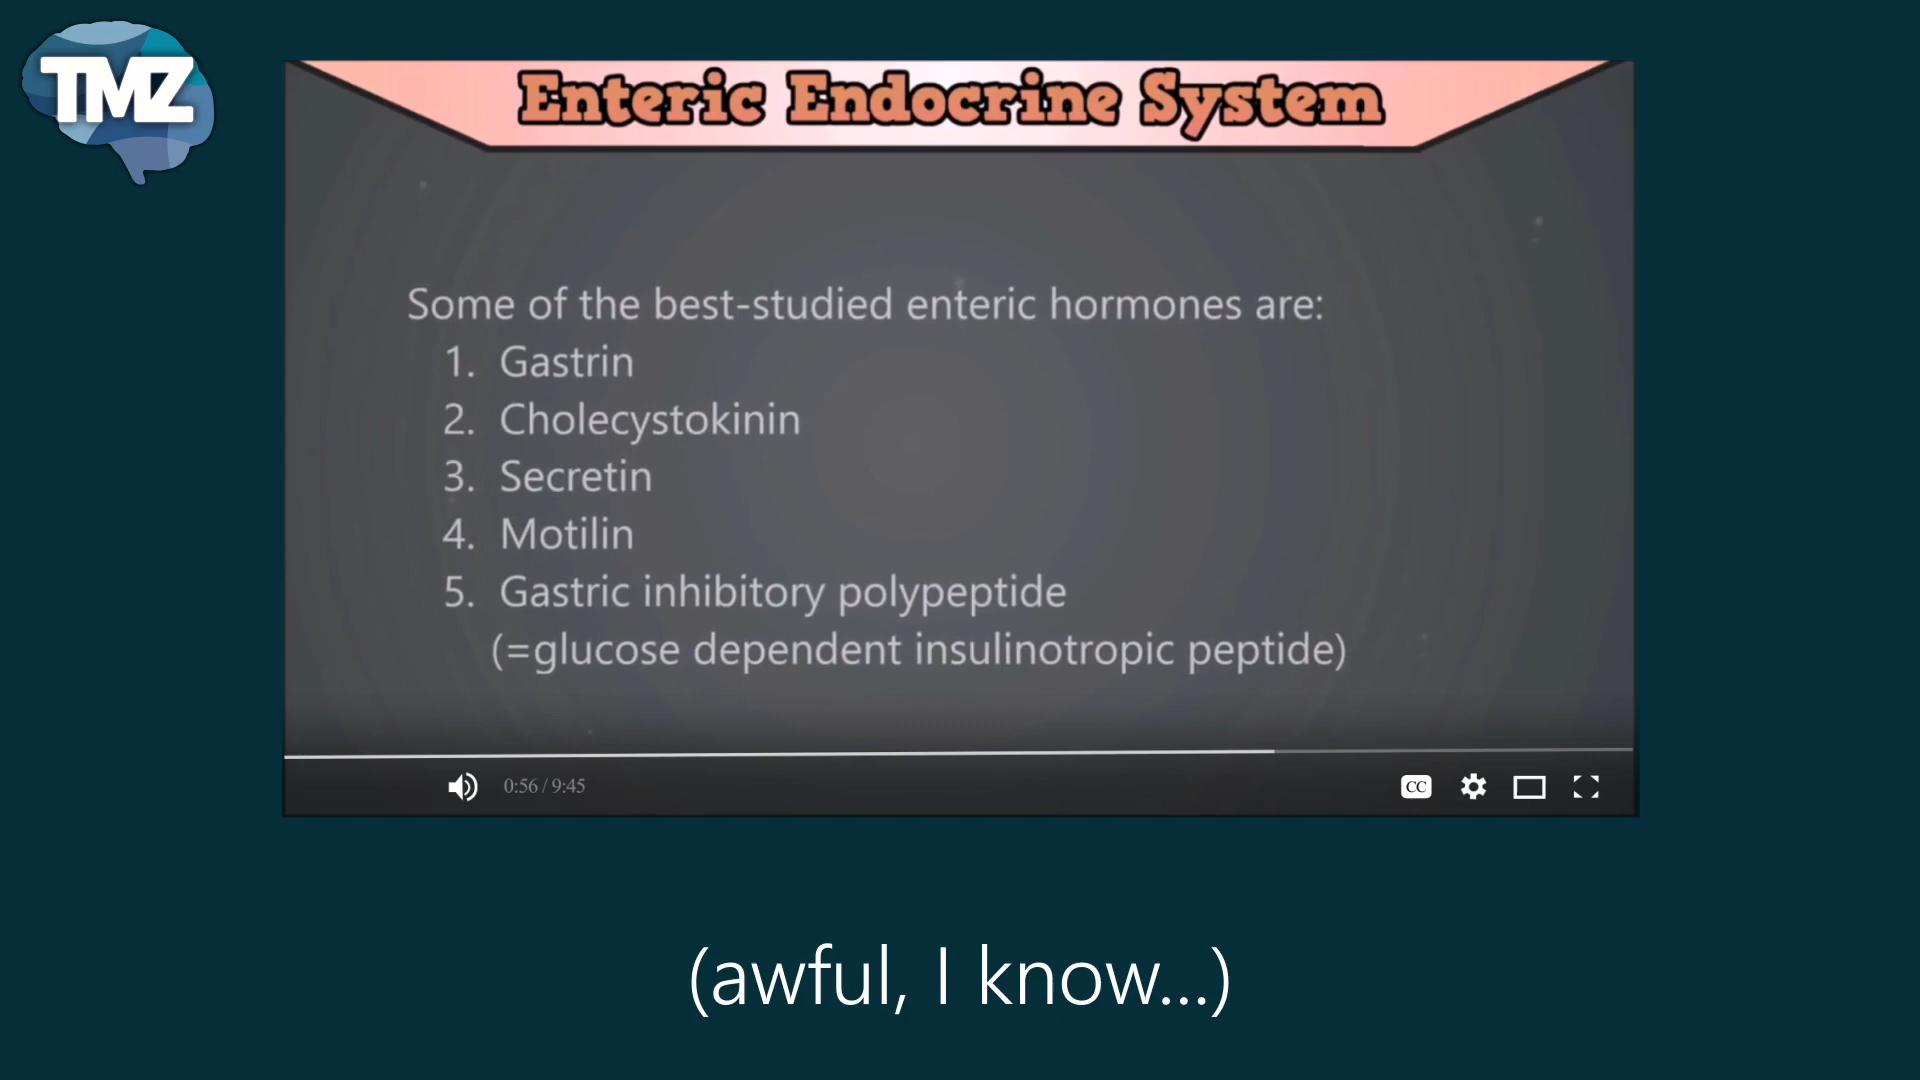 TMZ
Enteric Endocrine System
Some of the best-studied enteric hormones are:
1. Gastrin
2. Cholecystokinin
3. Secretin
4. Motilin
5. Gastric inhibitory polypeptide
(=glucose dependent insulinotropic peptide)
0:56 / 9:45
CC
(awful, I know...)